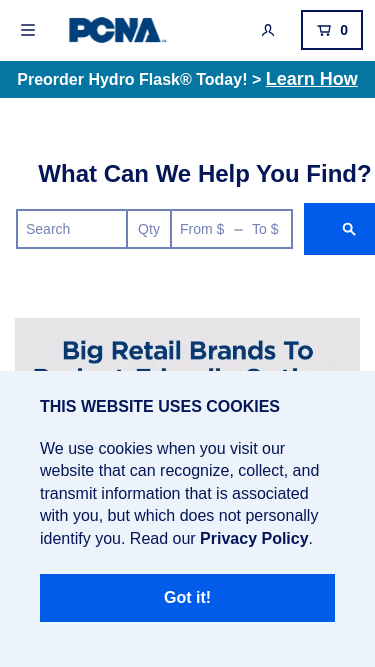 PCNA
0
Preorder Hydro Flask® Today! > Learn How
What Can We Help You Find?
Search Qty From $ – To $
Big Retail Brands To
THIS WEBSITE USES COOKIES
We use cookies when you visit our
website that can recognize, collect, and
transmit information that is associated
with you, but which does not personally
identify you. Read our Privacy Policy.
Got it!